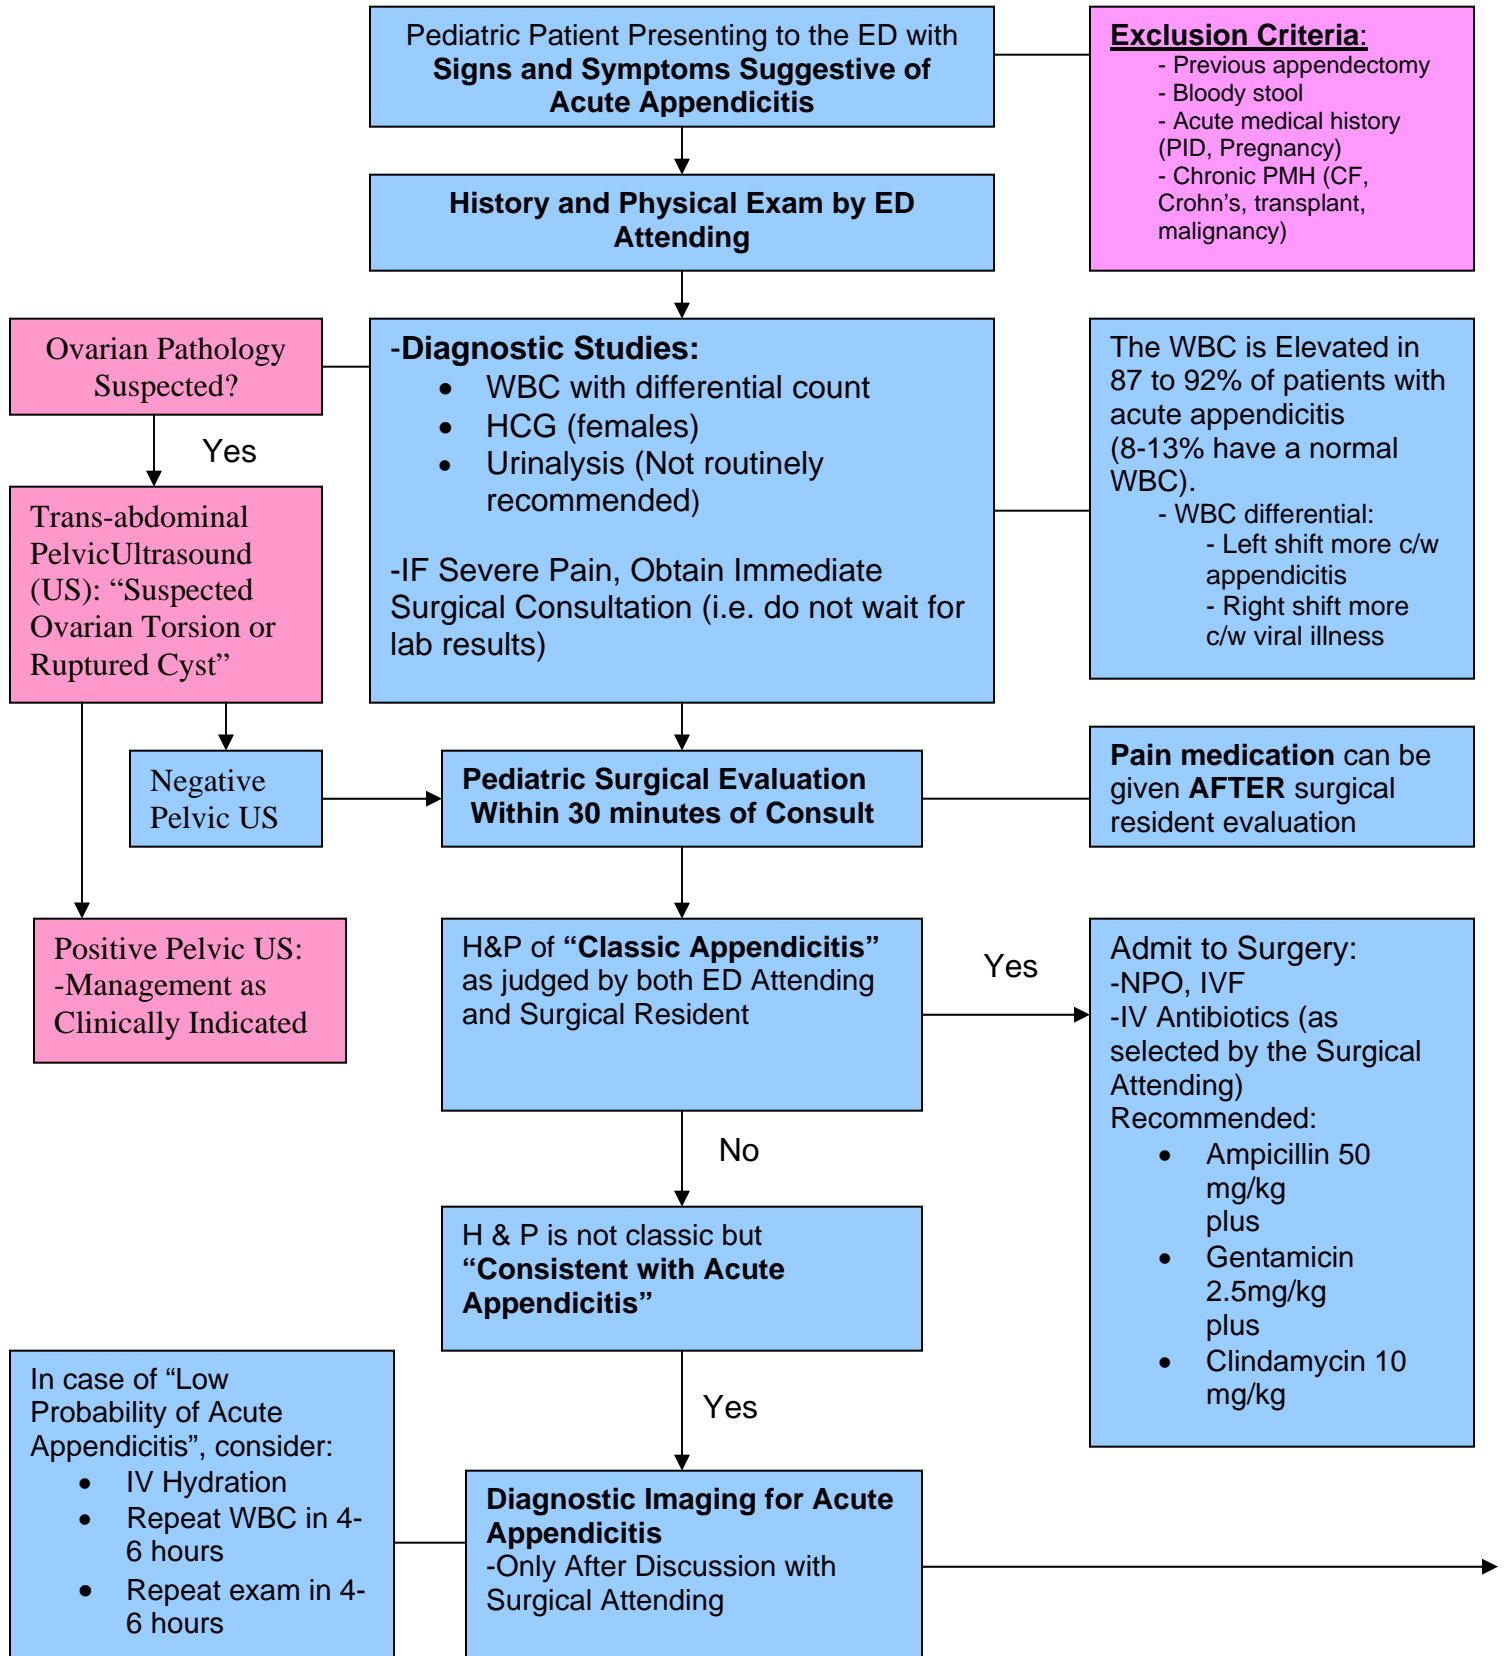 Pediatric Patient Presenting to the ED with
Signs and Symptoms Suggestive of
Acute Appendicitis
Exclusion Criteria:
- Previous appendectomy
- Bloody stool
- Acute medical history
(PID, Pregnancy)
- Chronic PMH (CF,
Crohn’s, transplant,
malignancy)
History and Physical Exam by ED
Attending
Ovarian Pathology
Suspected?
Yes
-Diagnostic Studies:
• WBC with differential count
• HCG (females)
• Urinalysis (Not routinely
recommended)
-IF Severe Pain, Obtain Immediate
Surgical Consultation (i.e. do not wait for
lab results)
The WBC is Elevated in
87 to 92% of patients with
acute appendicitis
(8-13% have a normal
WBC).
- WBC differential:
- Left shift more c/w
appendicitis
- Right shift more
c/w viral illness
Trans-abdominal
PelvicUltrasound
(US): “Suspected
Ovarian Torsion or
Ruptured Cyst”
Negative
Pelvic US
Pediatric Surgical Evaluation
Within 30 minutes of Consult
Pain medication can be
given AFTER surgical
resident evaluation
Positive Pelvic US:
-Management as
Clinically Indicated
H&P of “Classic Appendicitis”
as judged by both ED Attending
and Surgical Resident
Yes
Admit to Surgery:
-NPO, IVF
-IV Antibiotics (as
selected by the Surgical
Attending)
Recommended:
• Ampicillin 50
mg/kg
plus
• Gentamicin
2.5mg/kg
plus
• Clindamycin 10
mg/kg
No
H & P is not classic but
“Consistent with Acute
Appendicitis”
Yes
In case of “Low
Probability of Acute
Appendicitis”, consider:
• IV Hydration
• Repeat WBC in 4-
6 hours
• Repeat exam in 4-
6 hours
Diagnostic Imaging for Acute
Appendicitis
-Only After Discussion with
Surgical Attending